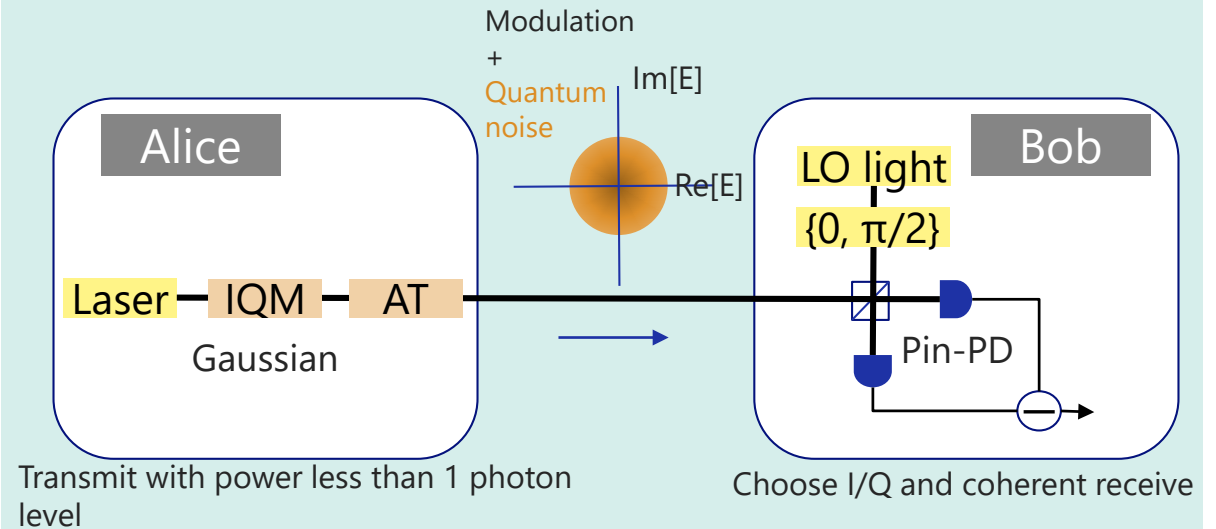 Modulation
+
Quantum
noise
Im[E]
Re[E]
Alice
Laser
IQM
AT
Gaussian
Transmit with power less than 1 photon
level
Bob
LO light
{0, π/2}
Pin-PD
Choose I/Q and coherent receive